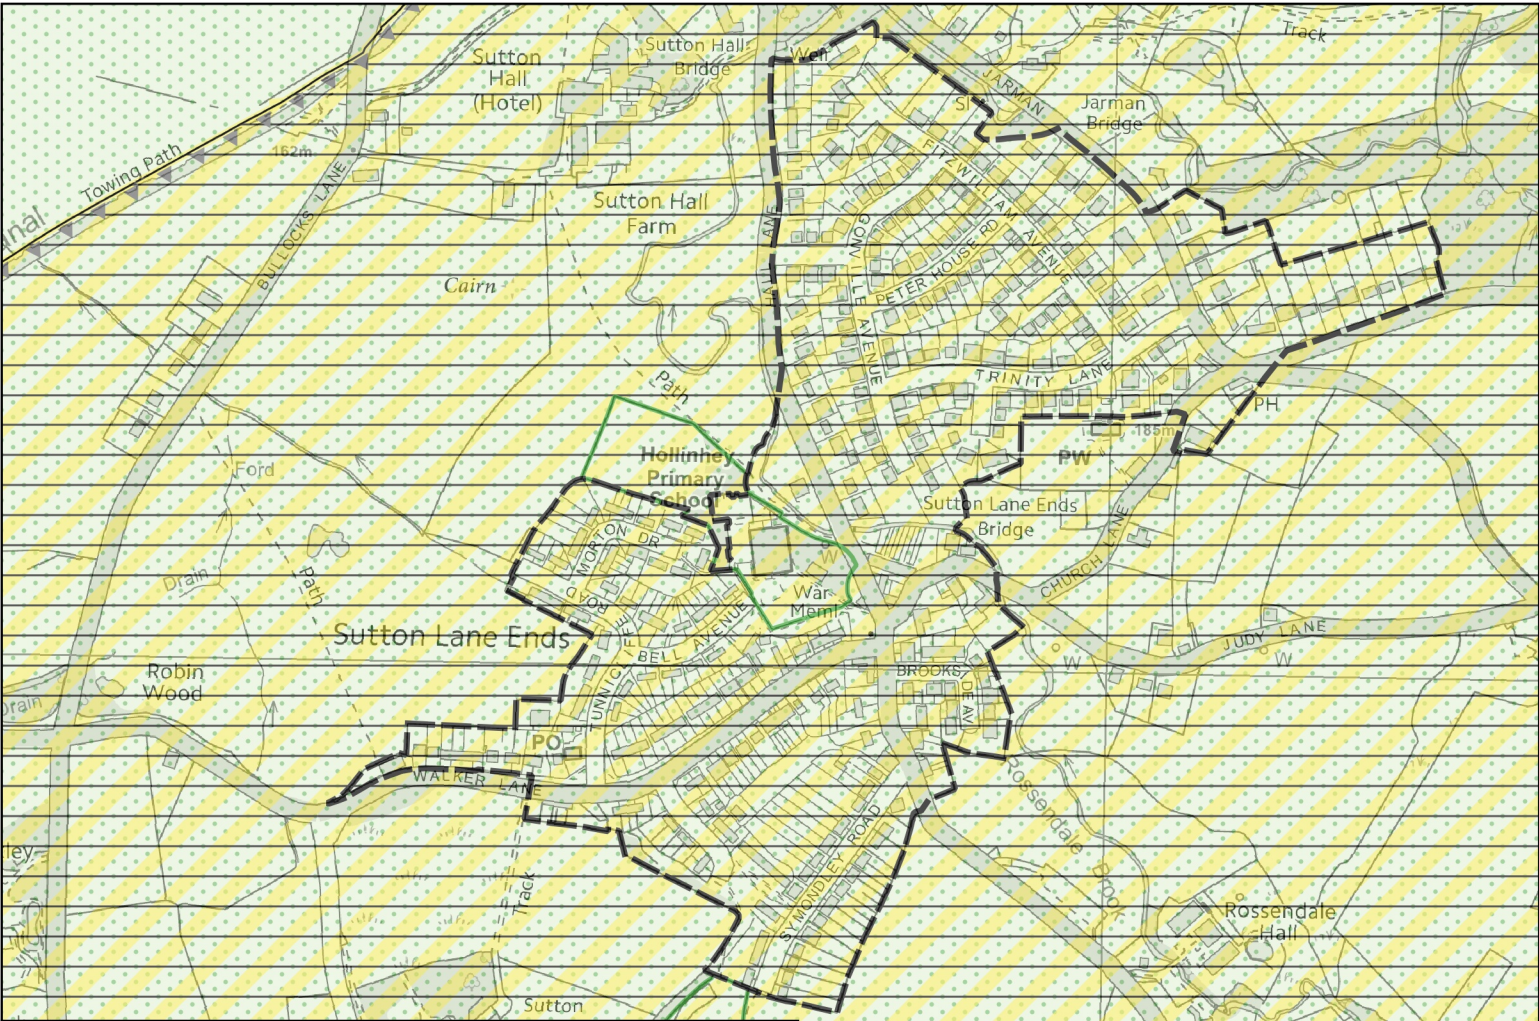 Track
Weir
Sutton
Hall
(Hotel)
Sutton Hall
Bridge
JARMAN
Jarman
Bridge
162m
Towing Path
BULLOCKS LANE
Sutton Hall
Farm
FITZWILLIAM AVENUE
GONVILLE AVENUE
PETER HOUSE RD
HALL LANE
Cairn
Path
TRINITY LANE
PH
185m
PW
Hollinhey
Primary
School
Ford
Sutton Lane Ends
Bridge
MORTON DR
CHURCH LANE
Drain
Path
War
Meml
ROAD
TUNNICLIFFE
BELL AVENUE
Sutton Lane Ends
JUDY LANE
W
W
Robin
Wood
Drain
BROOKSIDE AV
PO
WALKER LANE
Rossendale Brook
SYMONDLEY ROAD
ley
Track
Rossendale
Hall
Sutton